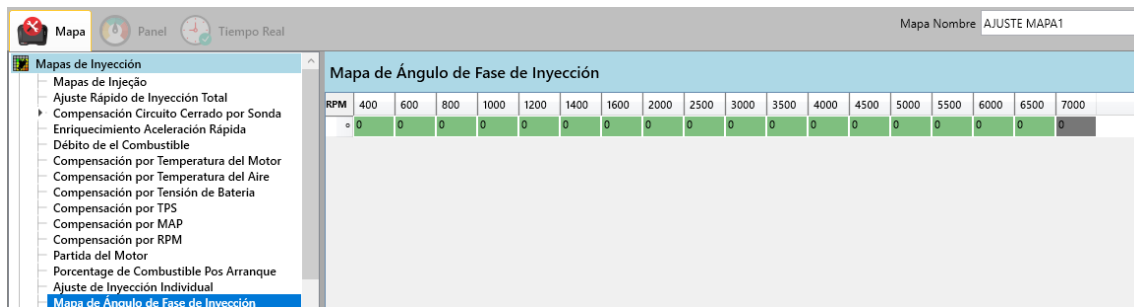 Mapa Panel Tiempo Real Mapa Nombre AJUSTE MAPA1
Mapas de Inyección
Mapas de Injeção
Ajuste Rápido de Inyección Total
Compensación Circuito Cerrado por Sonda
Enriquecimiento Aceleración Rápida
Débito de el Combustible
Compensación por Temperatura del Motor
Compensación por Temperatura del Aire
Compensación por Tensión de Bateria
Compensación por TPS
Compensación por MAP
Compensación por RPM
Partida del Motor
Porcentage de Combustible Pos Arranque
Ajuste de Inyección Individual
Mapa de Ángulo de Fase de Inyección
Mapa de Ángulo de Fase de Inyección
RPM 400 600 800 1000 1200 1400 1600 2000 2500 3000 3500 4000 4500 5000 5500 6000 6500 7000
° 0 0 0 0 0 0 0 0 0 0 0 0 0 0 0 0 0 0